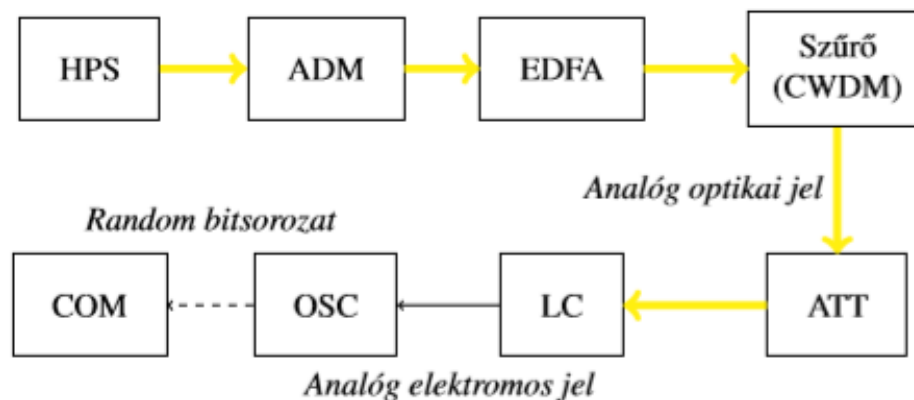 HPS
ADM
EDFA
Szűrő
(CWDM)
Analóg optikai jel
Random bitsorozat
COM
OSC
LC
ATT
Analóg elektromos jel